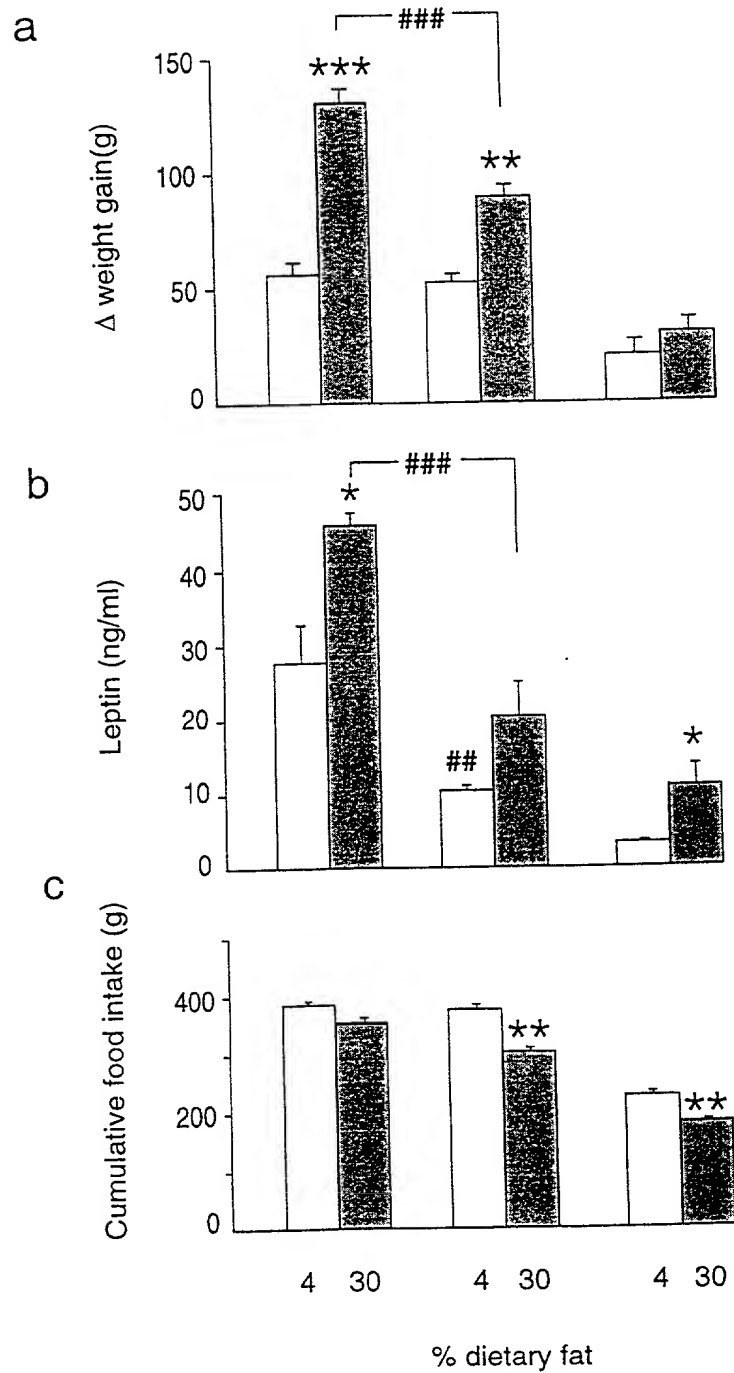 a
###
Δ weight gain(g)
150
100
50
0
***
**
b
###
Leptin (ng/ml)
50
40
30
20
10
0
*
##
*
c
Cumulative food intake (g)
400
200
0
**
**
4 30 4 30 4 30
% dietary fat